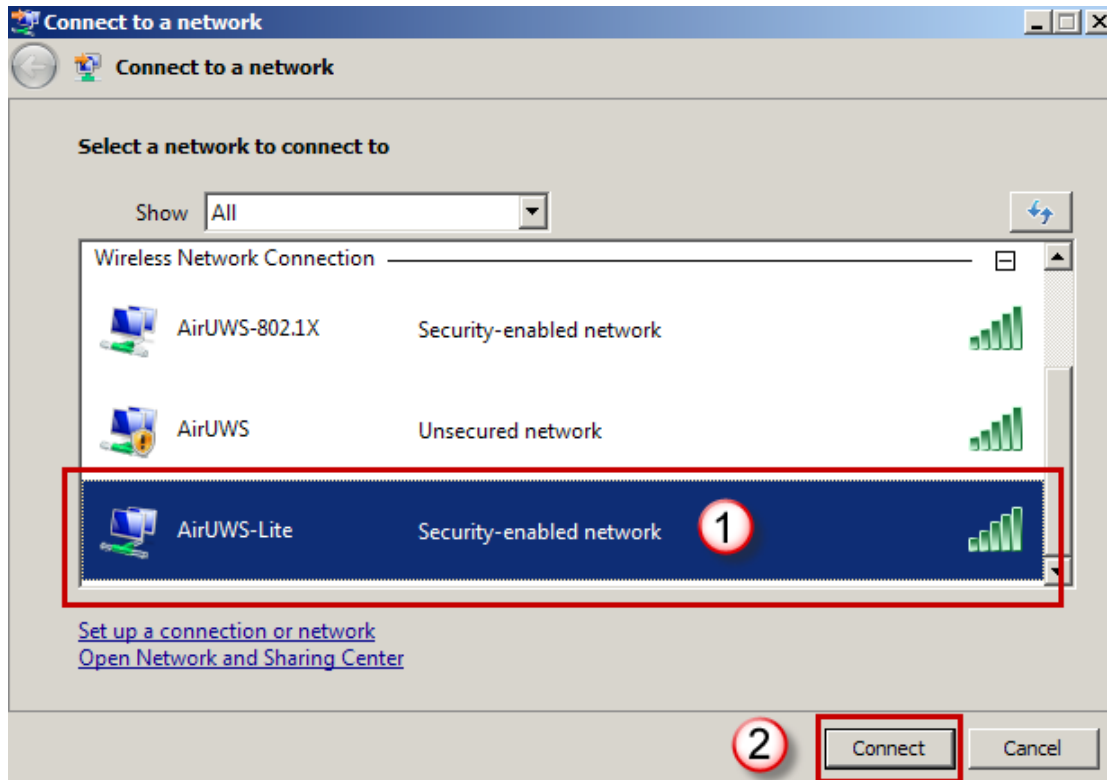 Connect to a network
Connect to a network
Select a network to connect to
Show All
Wireless Network Connection
AirUWS-802.1X Security-enabled network
AirUWS Unsecured network
AirUWS-Lite Security-enabled network 1
Set up a connection or network
Open Network and Sharing Center
2 Connect Cancel